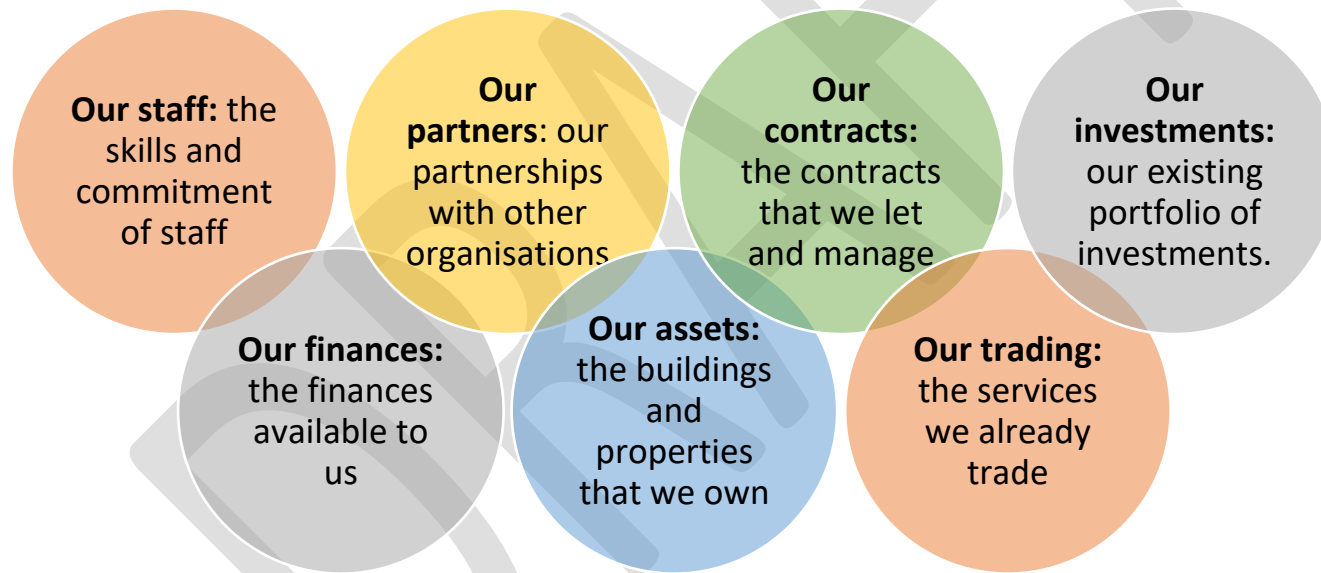 Our staff: the
skills and
commitment
of staff
Our
partners: our
partnerships
with other
organisations
Our
contracts:
the contracts
that we let
and manage
Our
investments:
our existing
portfolio of
investments.
Our finances:
the finances
available to
us
Our assets:
the buildings
and
properties
that we own
Our trading:
the services
we already
trade